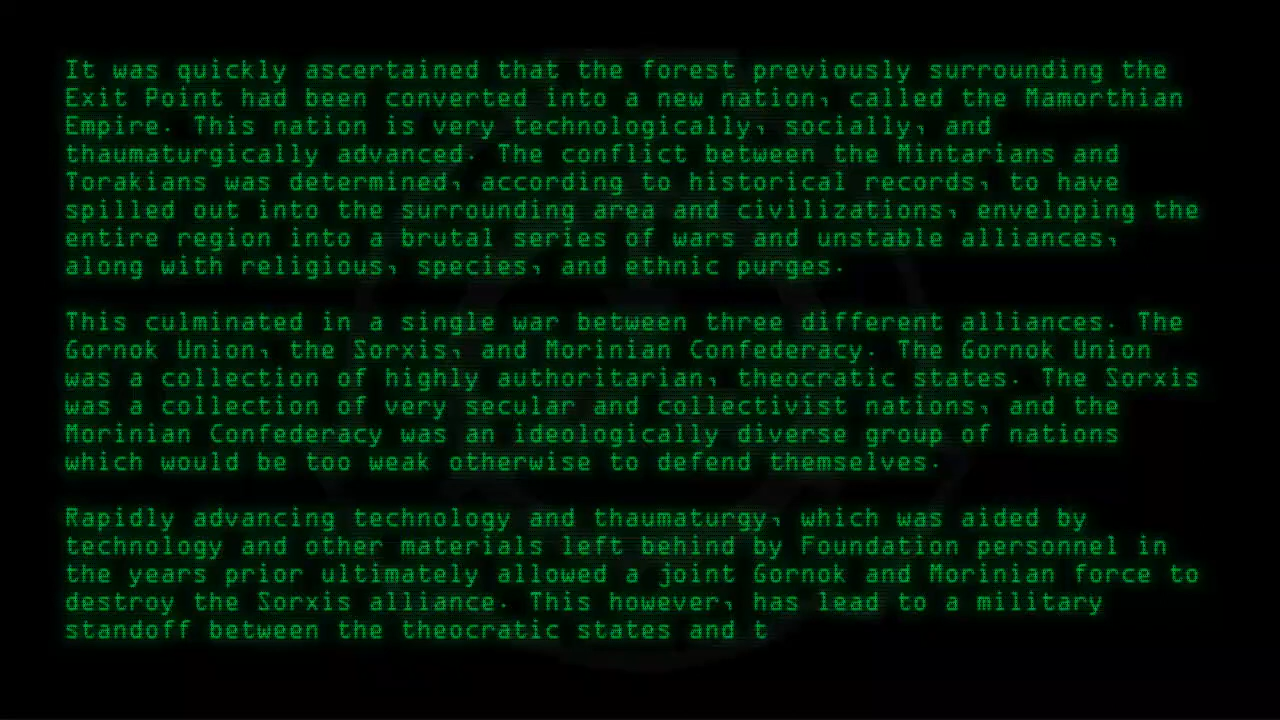 It was quickly ascertained that the forest previously surrounding the
Exit Point had been converted into a new nation, called the Mamorthian
Empire. This nation is very technologically, socially, and
thaumaturgically advanced. The conflict between the Mintarians and
Torakians was determined, according to historical records, to have
spilled out into the surrounding area and civilizations, enveloping the
entire region into a brutal series of wars and unstable alliances,
along with religious, species, and ethnic purges.
This culminated in a single war between three different alliances. The
Gornok Union, the Sorxis, and Morinian Confederacy. The Gornok Union
was a collection of highly authoritarian, theocratic states. The Sorxis
was a collection of very secular and collectivist nations, and the
Morinian Confederacy was an ideologically diverse group of nations
which would be too weak otherwise to defend themselves.
Rapidly advancing technology and thaumaturgy, which was aided by
technology and other materials left behind by Foundation personnel in
the years prior ultimately allowed a joint Gornok and Morinian force to
destroy the Sorxis alliance. This however, has lead to a military
standoff between the theocratic states and t